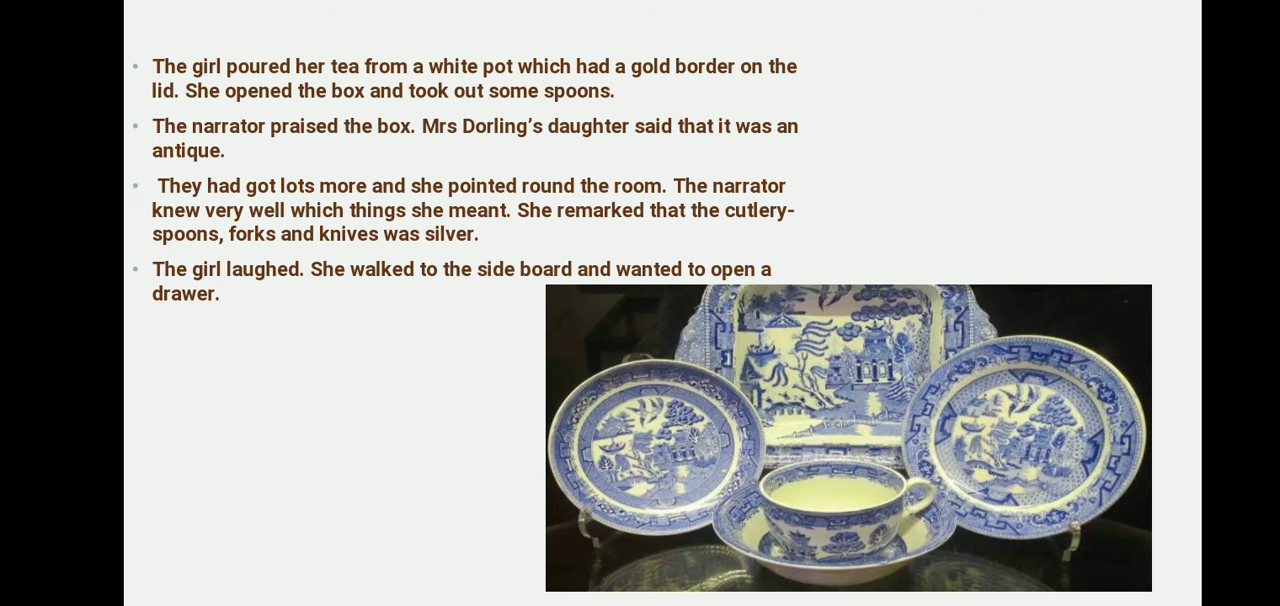 • The girl poured her tea from a white pot which had a gold border on the
lid. She opened the box and took out some spoons.
• The narrator praised the box. Mrs Dorling’s daughter said that it was an
antique.
• They had got lots more and she pointed round the room. The narrator
knew very well which things she meant. She remarked that the cutlery-
spoons, forks and knives was silver.
• The girl laughed. She walked to the side board and wanted to open a
drawer.